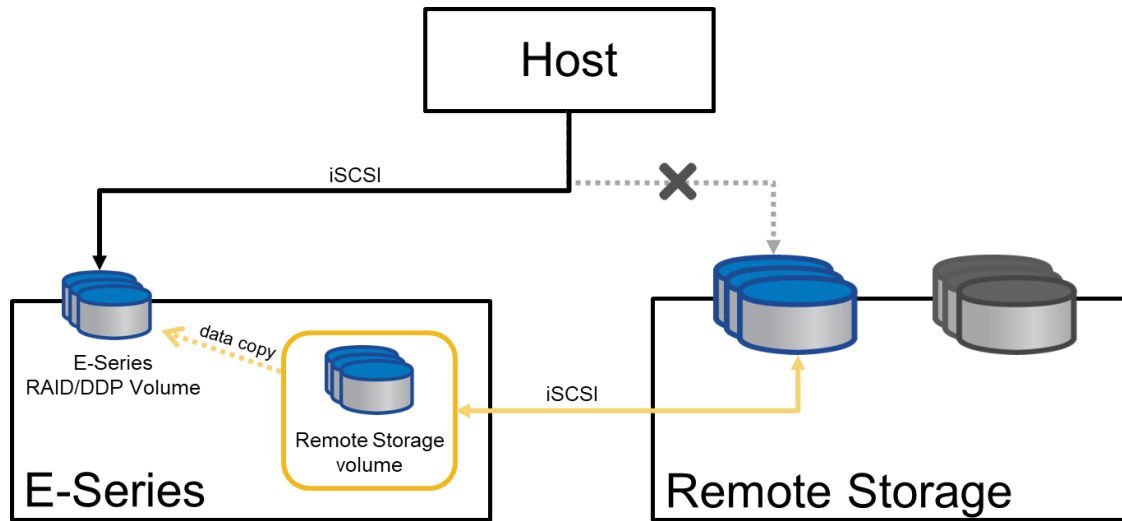 Host
iSCSI
data copy
E-Series
RAID/DDP Volume
iSCSI
Remote Storage
volume
E-Series
Remote Storage